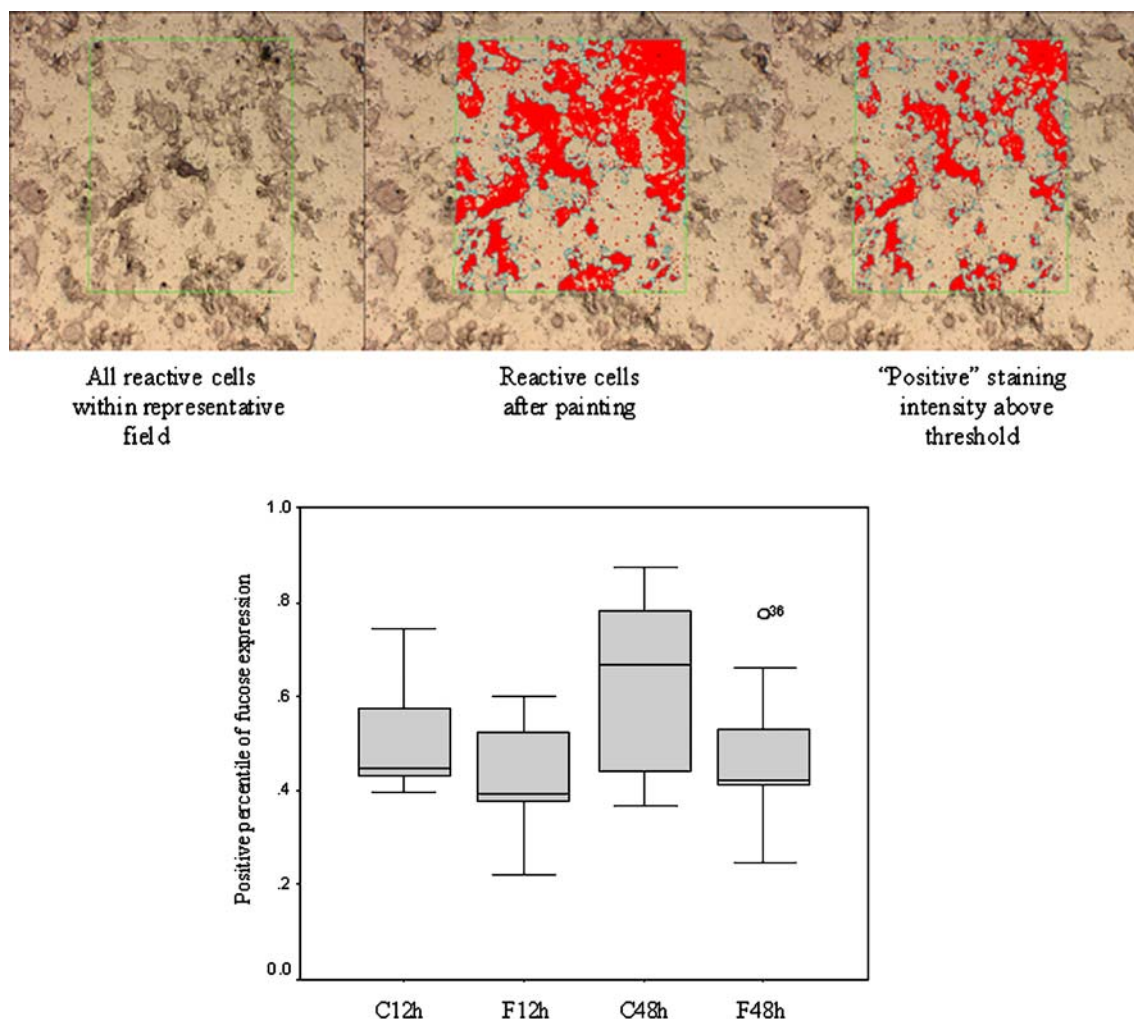 All reactive cells
within representative
field
Reactive cells
after painting
“Positive” staining
intensity above
threshold
Positive percentile of fucose expression
1.0
.8
.6
.4
.2
0.0
36
C12h
F12h
C48h
F48h